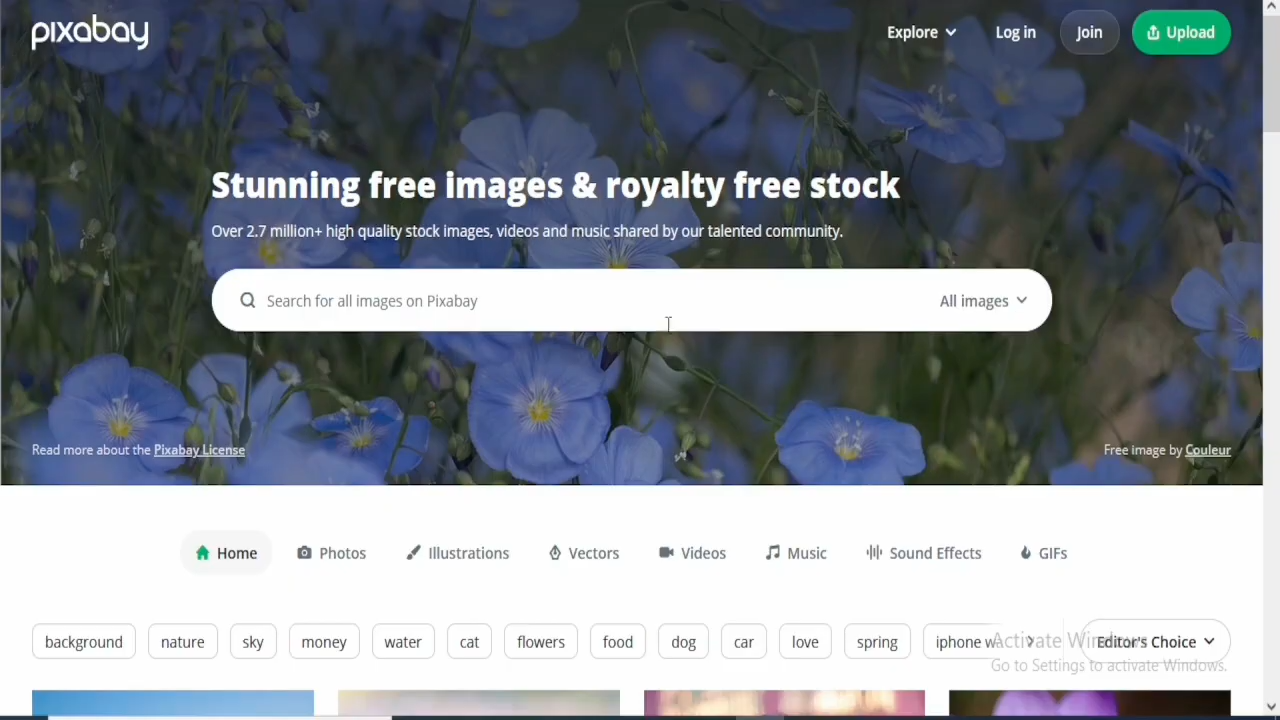 pixabay
Explore
Log in
Join
Upload
Stunning free images & royalty free stock
Over 2.7 million+ high quality stock images, videos and music shared by our talented community.
Search for all images on Pixabay
All images
Read more about the Pixabay License
Free image by Couleur
Home
Photos
Illustrations
Vectors
Videos
Music
Sound Effects
GIFs
background
nature
sky
money
water
cat
flowers
food
dog
car
love
spring
iphone
Editor's Choice
Activate Windows
Go to Settings to activate Windows.